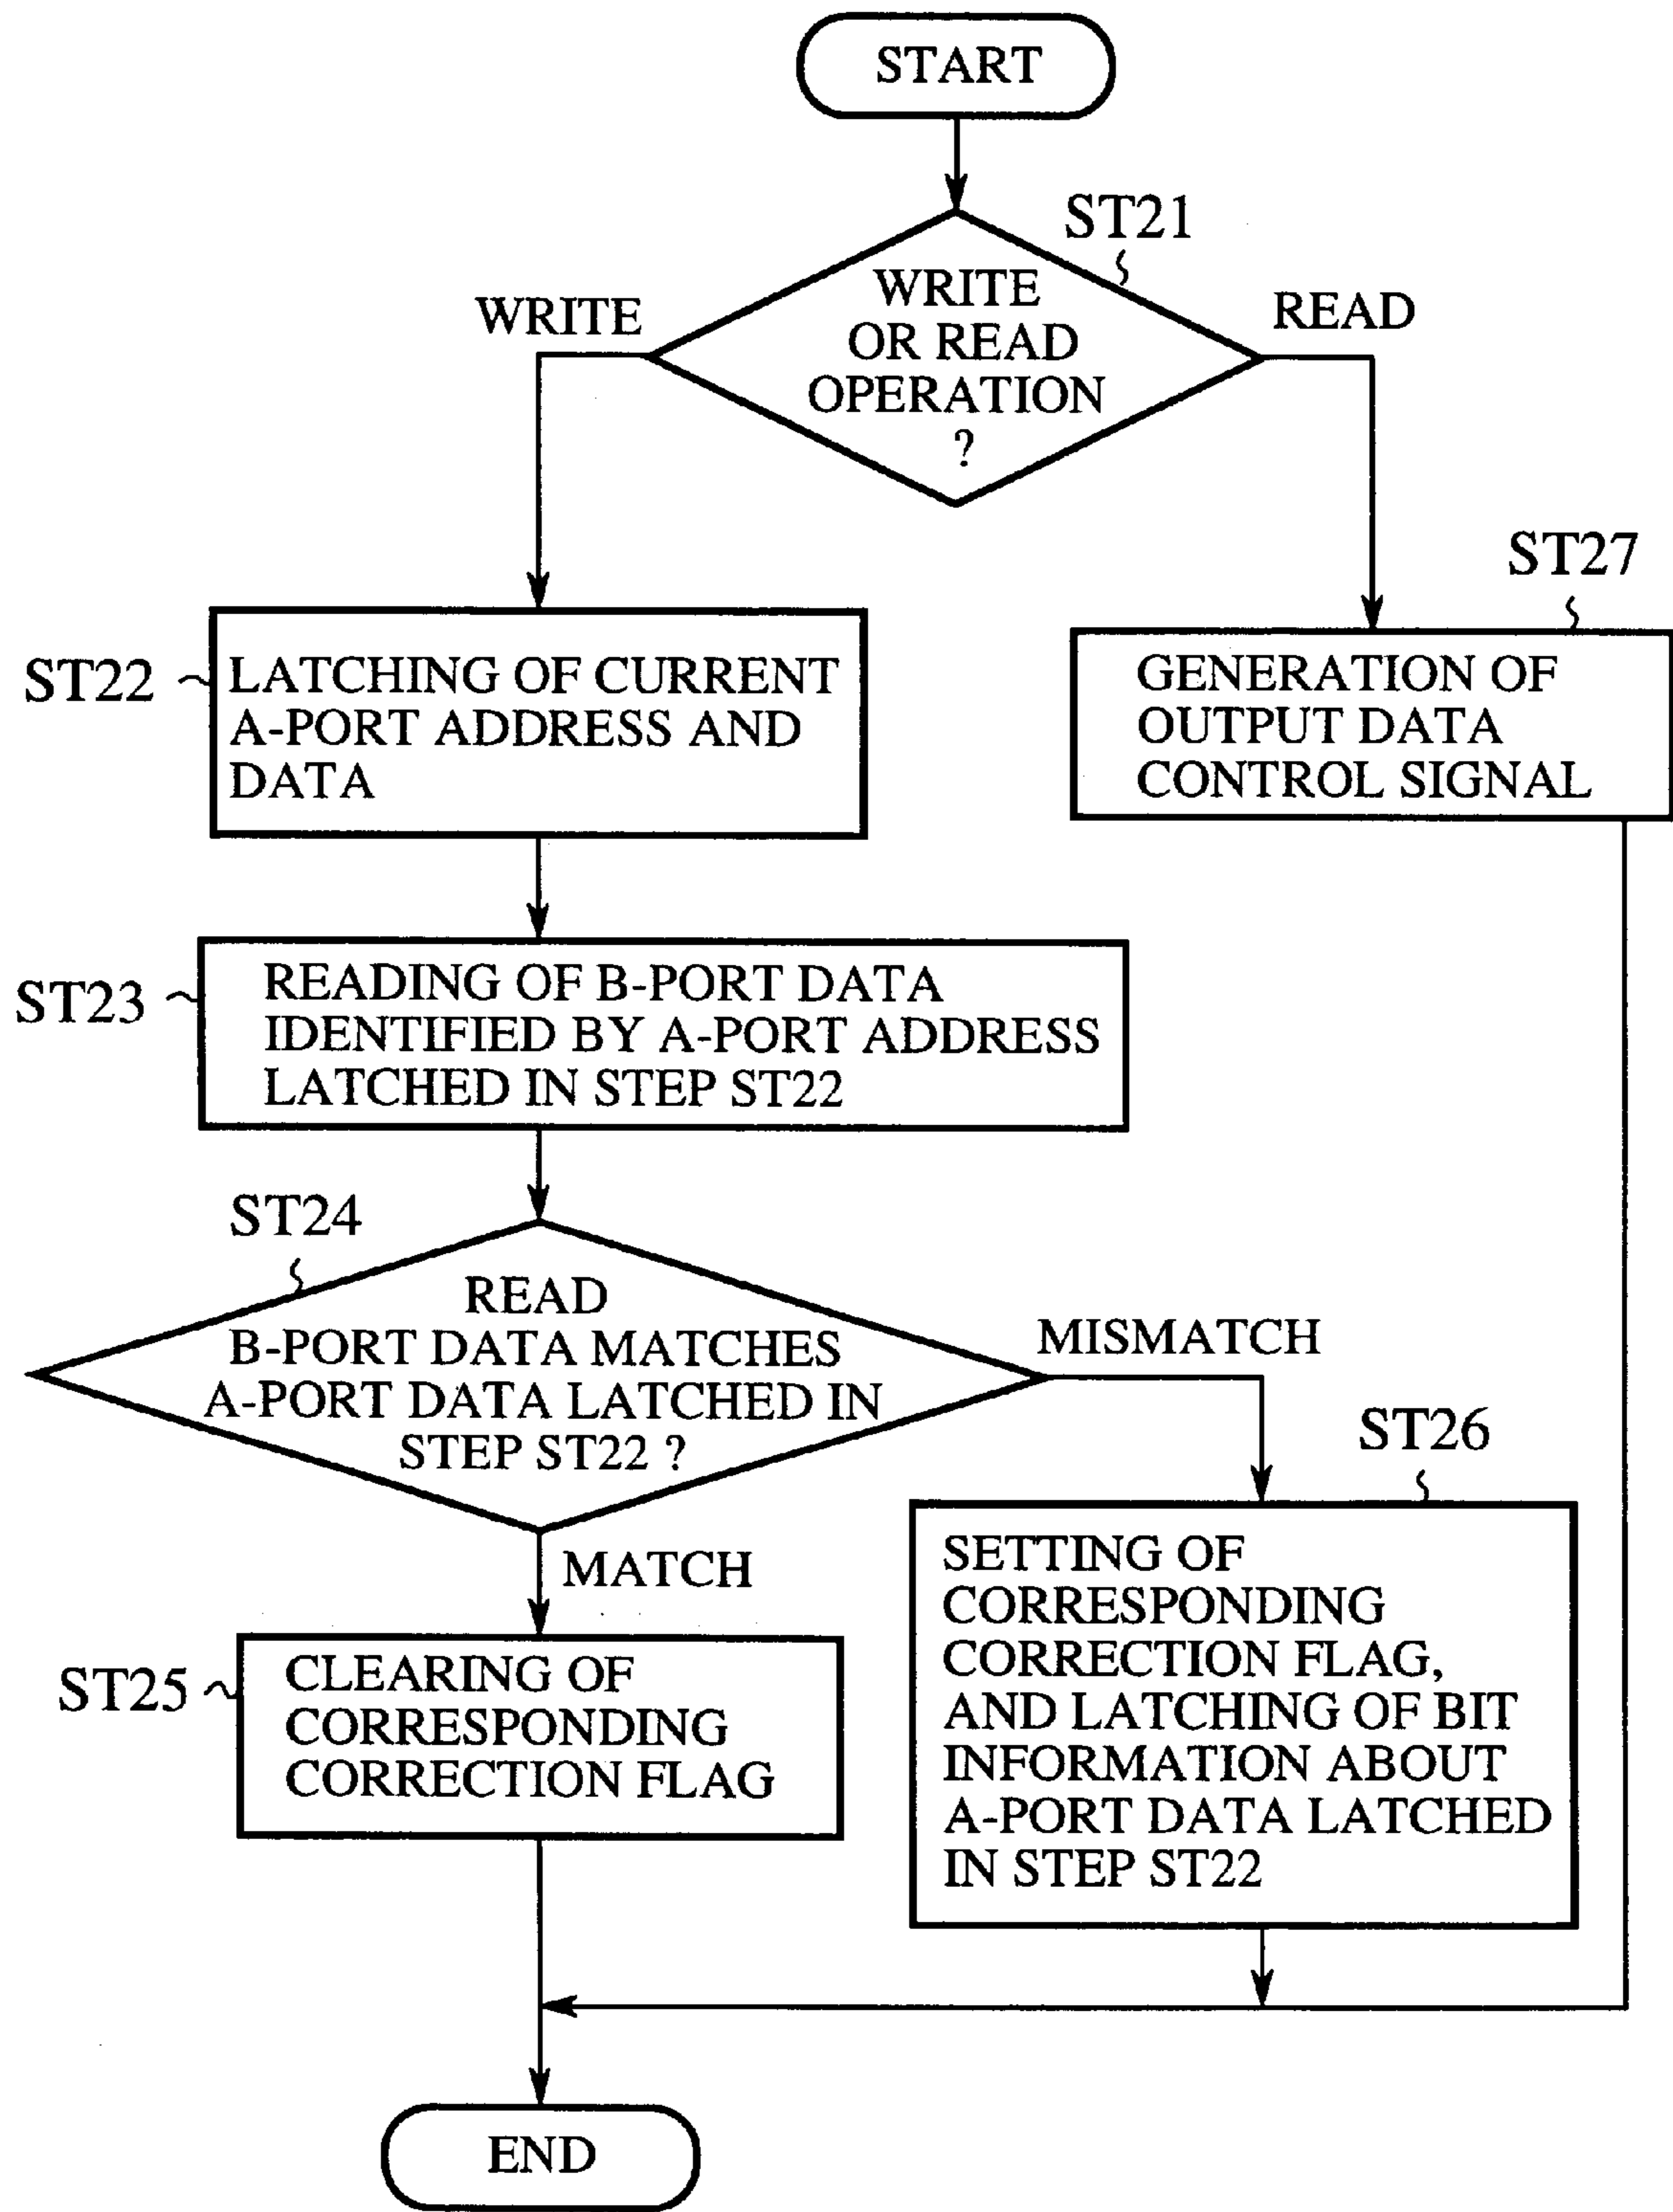 START
ST21
WRITE
OR READ
OPERATION
?
WRITE
READ
ST22
LATCHING OF CURRENT
A-PORT ADDRESS AND
DATA
ST27
GENERATION OF
OUTPUT DATA
CONTROL SIGNAL
ST23
READING OF B-PORT DATA
IDENTIFIED BY A-PORT ADDRESS
LATCHED IN STEP ST22
ST24
READ
B-PORT DATA MATCHES
A-PORT DATA LATCHED IN
STEP ST22 ?
MISMATCH
MATCH
ST25
CLEARING OF
CORRESPONDING
CORRECTION FLAG
ST26
SETTING OF
CORRESPONDING
CORRECTION FLAG,
AND LATCHING OF BIT
INFORMATION ABOUT
A-PORT DATA LATCHED
IN STEP ST22
END